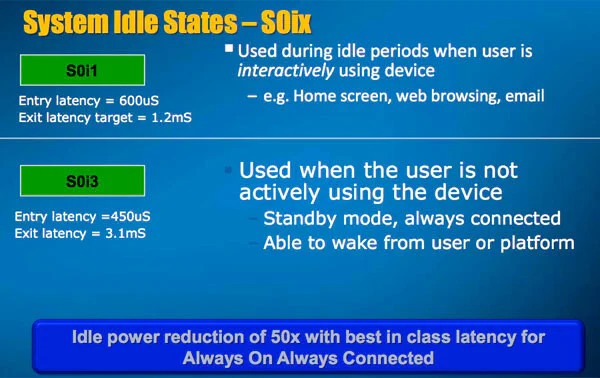 System Idle States – S0ix
S0i1
Entry latency = 600uS
Exit latency target = 1.2mS
▪ Used during idle periods when user is
interactively using device
– e.g. Home screen, web browsing, email
S0i3
Entry latency =450uS
Exit latency = 3.1mS
▪ Used when the user is not
actively using the device
– Standby mode, always connected
– Able to wake from user or platform
Idle power reduction of 50x with best in class latency for
Always On Always Connected